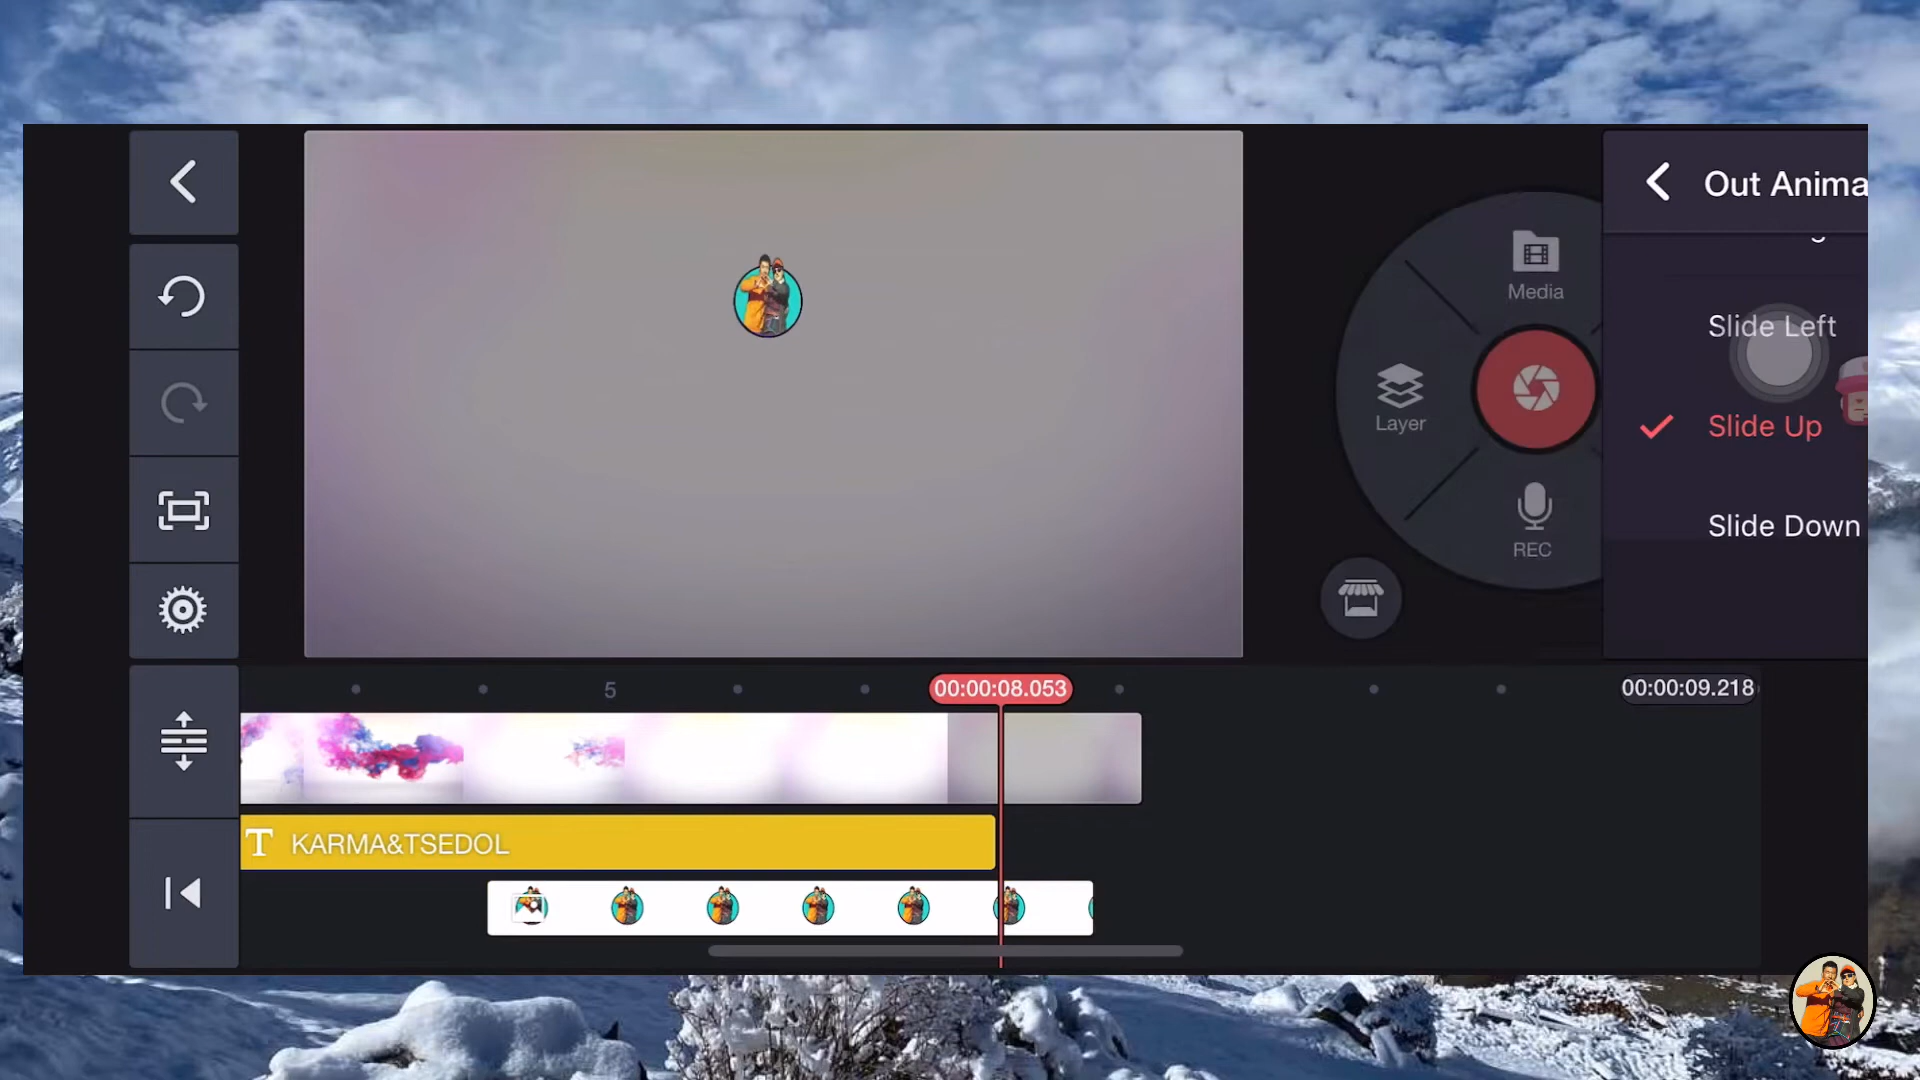 Out Anima
Media
Slide Left
Layer
Slide Up
REC
Slide Down
5
00:00:08.053
00:00:09.218
T KARMA&TSEDOL